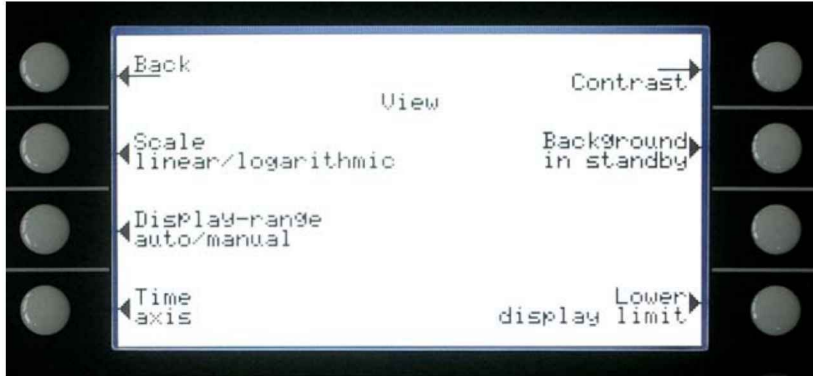 Back
Contrast
View
Scale
linear/logarithmic
Background
in standby
Display-range
auto/manual
Time
axis
Lower
display limit